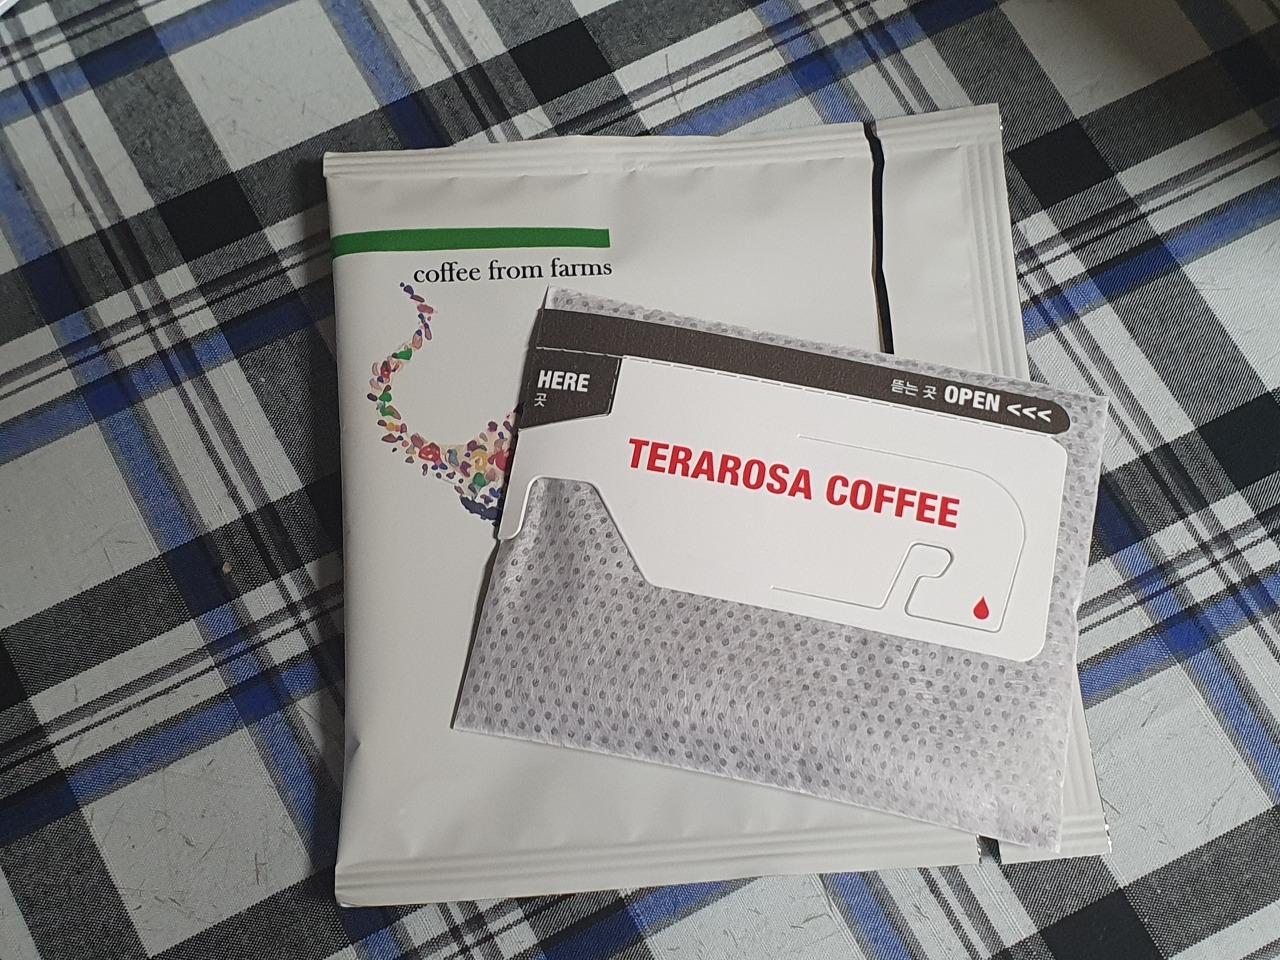 coffee from farms
HERE
곳
뜯는 곳 OPEN <<<
TERAROSA COFFEE